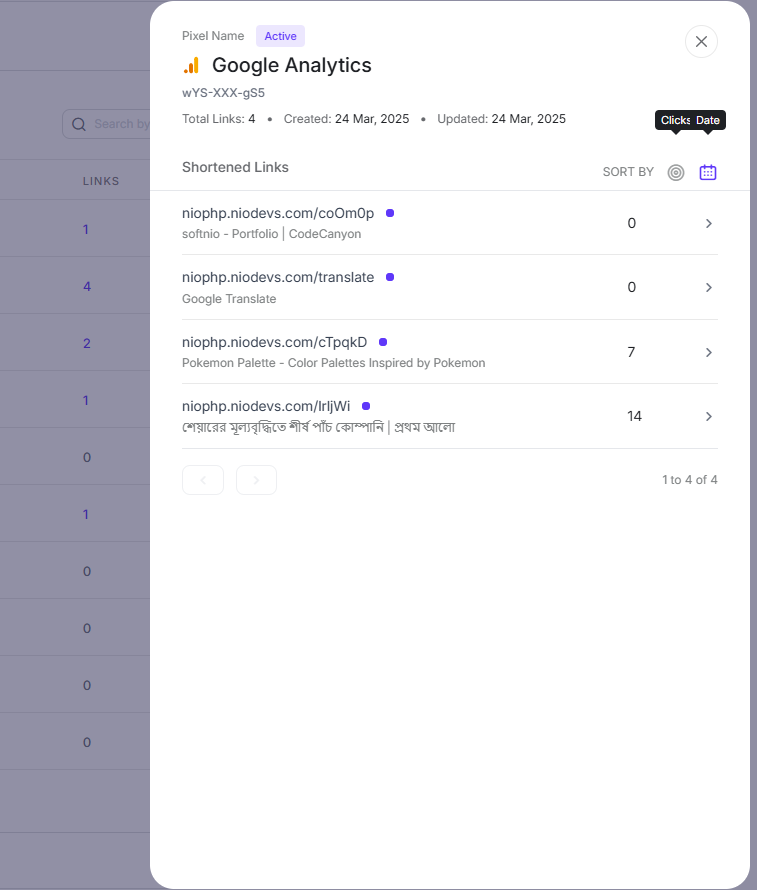 Pixel Name Active
Google Analytics
wYS-XXX-gS5
Total Links: 4 • Created: 24 Mar, 2025 • Updated: 24 Mar, 2025
Clicks Date
Search by
Shortened Links
SORT BY
LINKS
niophp.niodevs.com/coOm0p
softnio - Portfolio | CodeCanyon
0
1
niophp.niodevs.com/translate
Google Translate
0
4
niophp.niodevs.com/cTpqkD
Pokemon Palette - Color Palettes Inspired by Pokemon
7
2
niophp.niodevs.com/IrIjWi
শেয়ারের মূল্যবৃদ্ধিতে শীর্ষ পাঁচ কোম্পানি | প্রথম আলো
14
1
0
1 to 4 of 4
1
0
0
0
0